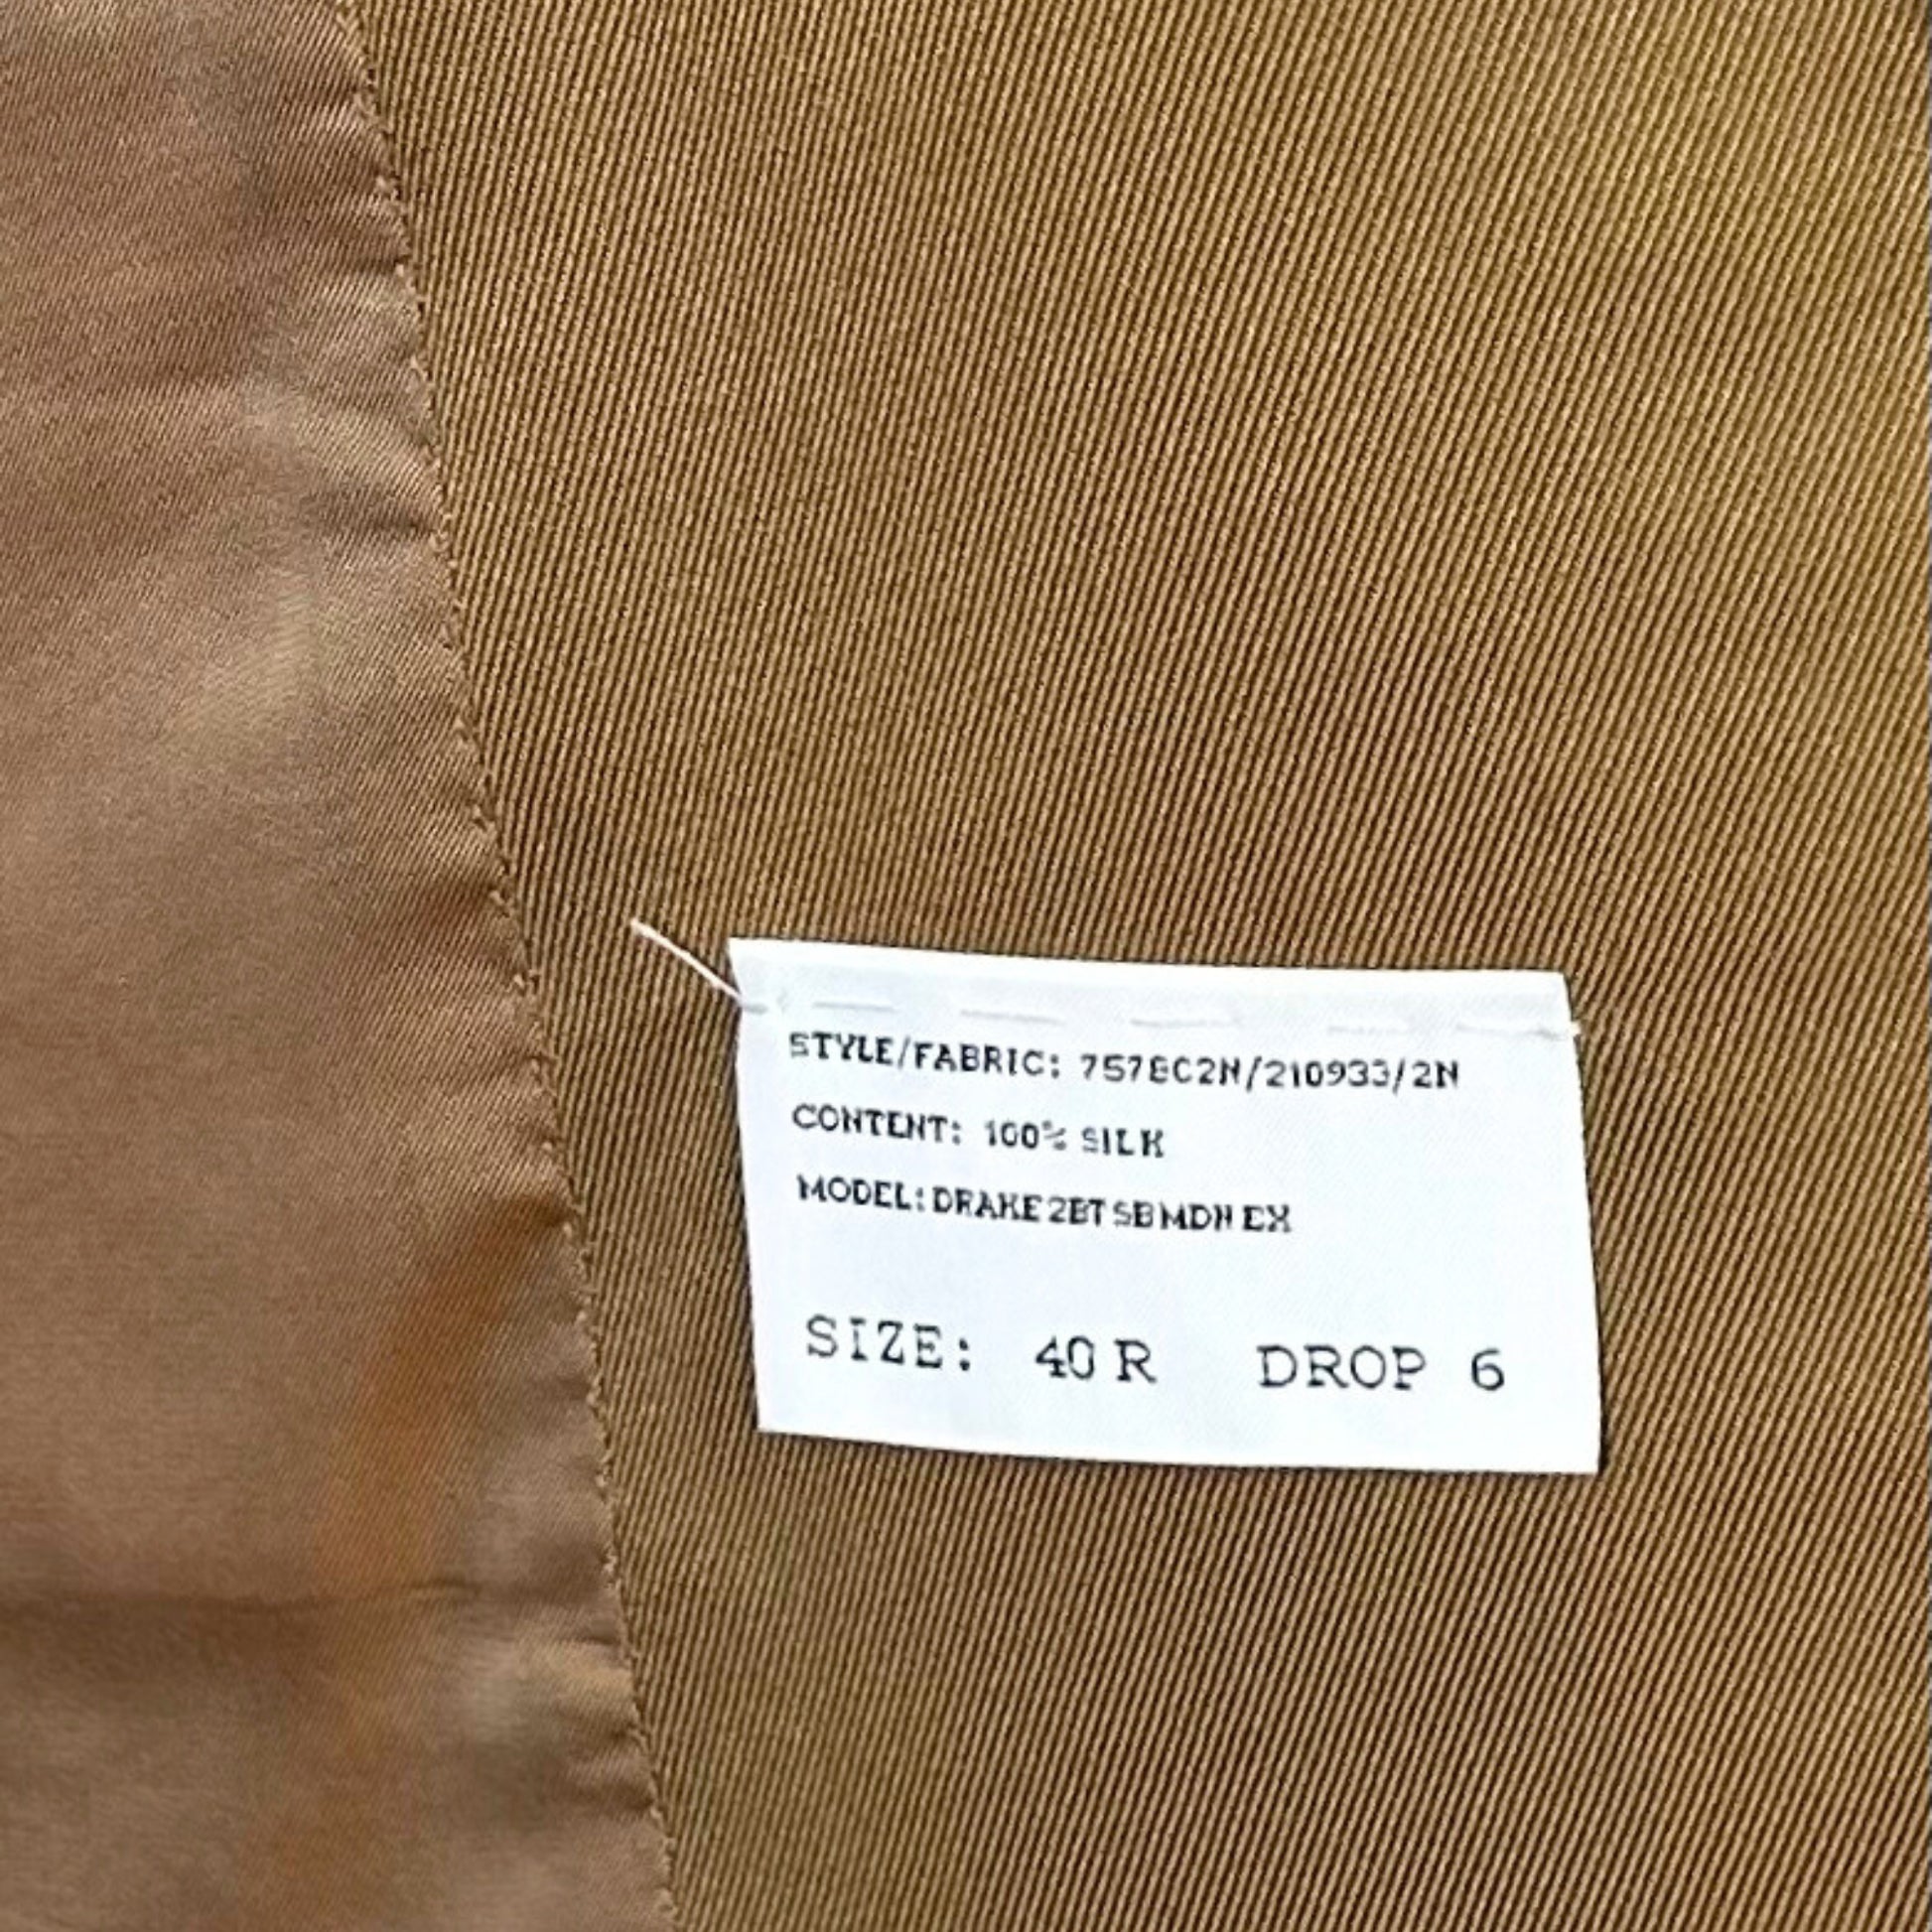 STYLE/FABRIC: 7578C2N/210933/2N
CONTENT: 100% SILK
MODEL: DRAKE 2BT SB MDN EX
SIZE: 40 R DROP 6